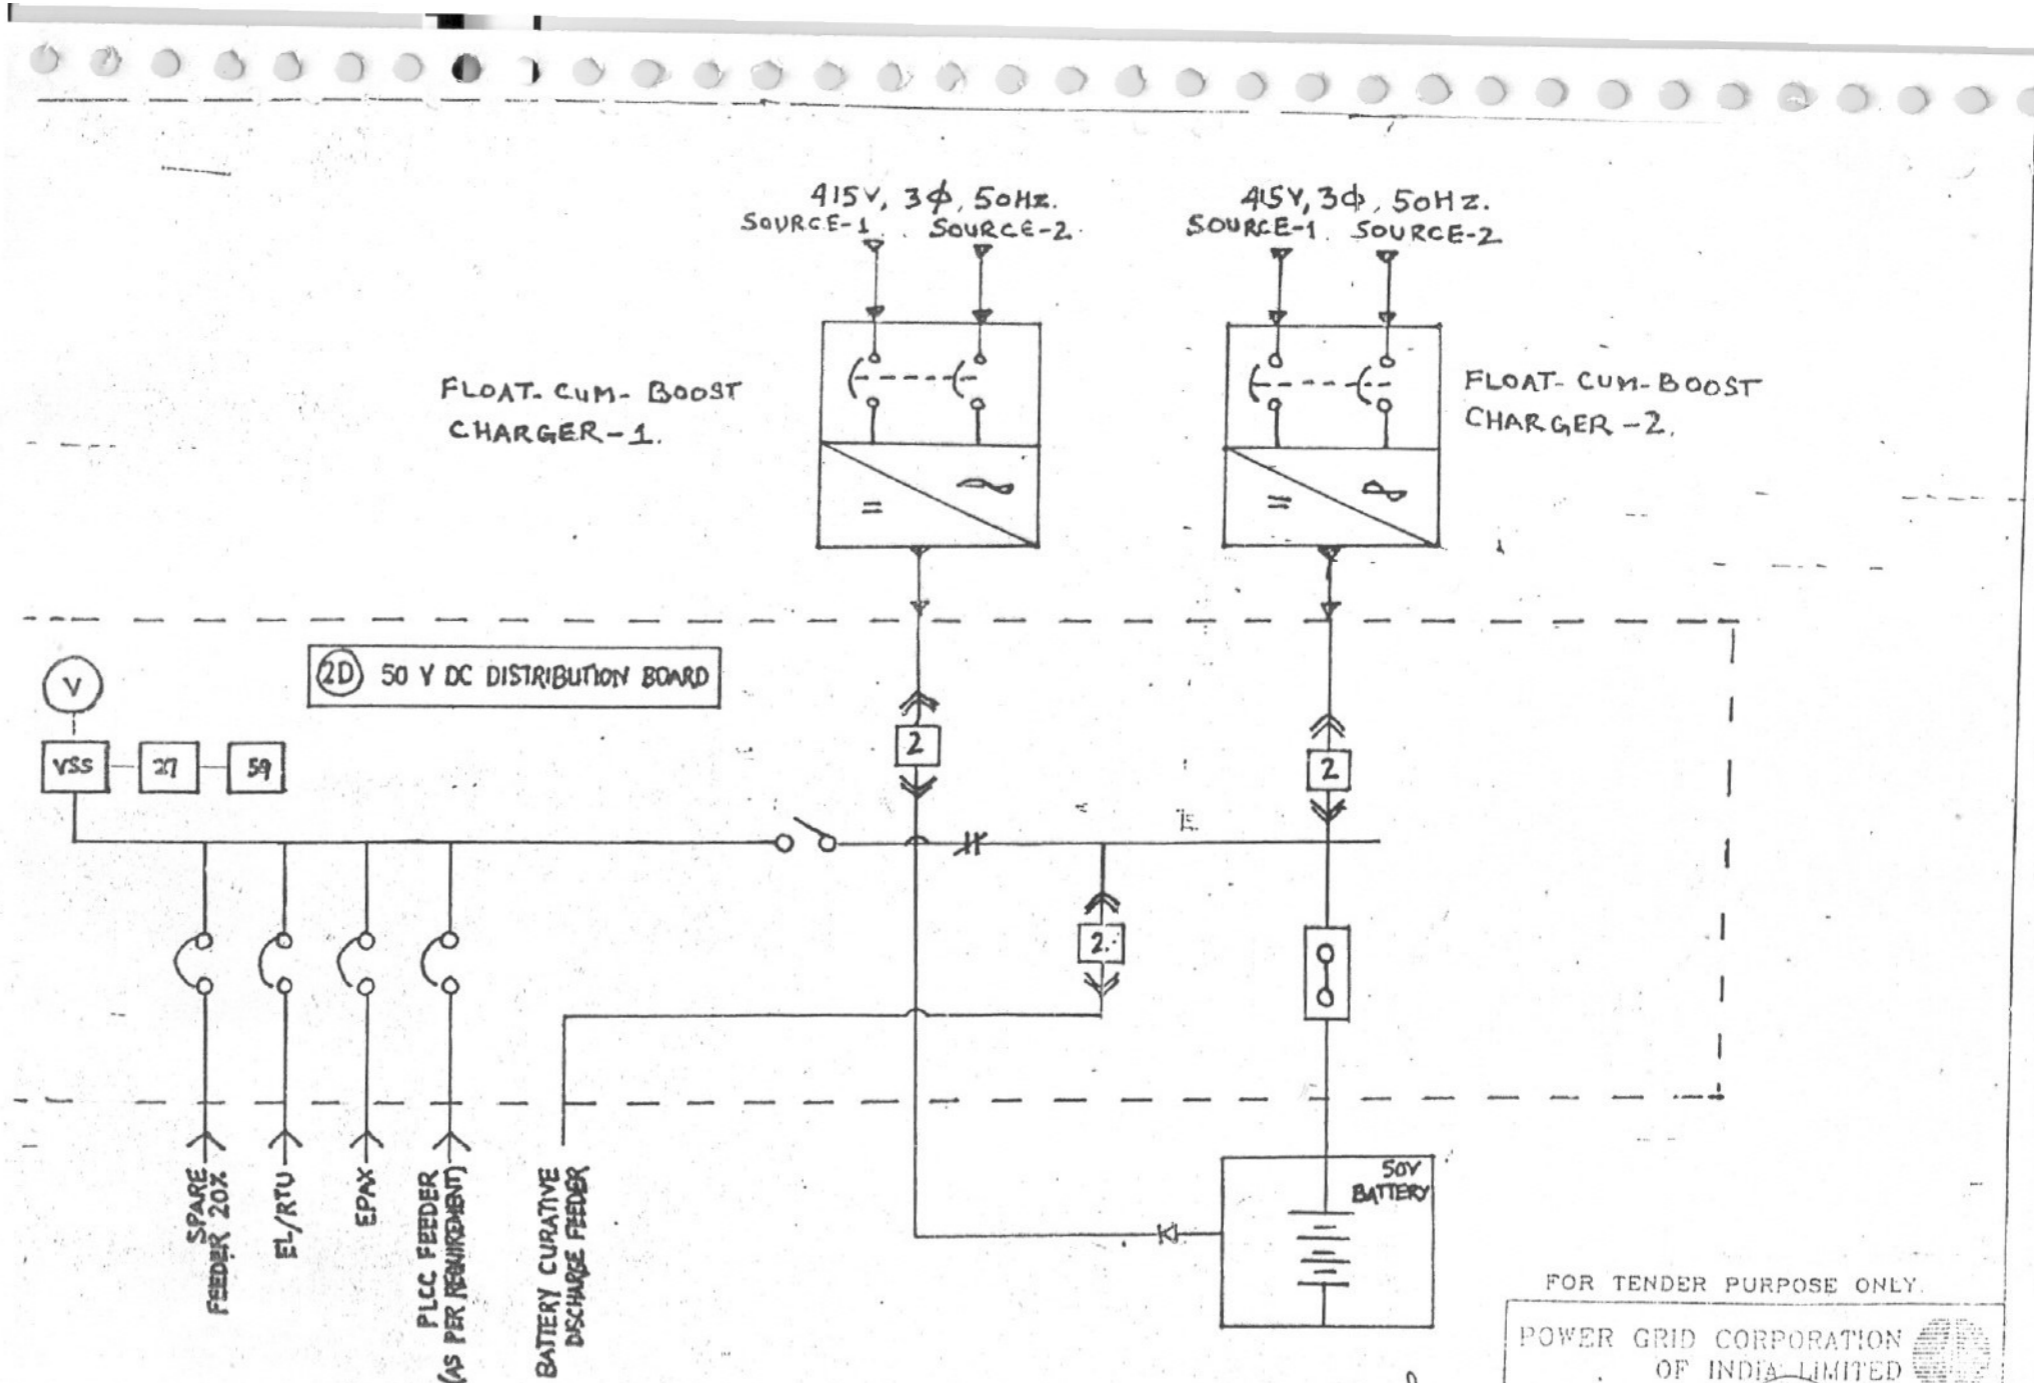 415V, 3ϕ, 50Hz.
SOURCE-1 SOURCE-2
415V, 3ϕ, 50HZ.
SOURCE-1 SOURCE-2
FLOAT-CUM-BOOST
CHARGER-1.
FLOAT-CUM-BOOST
CHARGER-2.
=
~
=
~
V
2D 50 V DC DISTRIBUTION BOARD
VSS
27
59
2
2
2
SPARE
FEEDER 20%
EL/RTU
EPAX
PLCC FEEDER
(AS PER REQUIREMENT)
BATTERY CURATIVE
DISCHARGE FEEDER
50V
BATTERY
FOR TENDER PURPOSE ONLY.
POWER GRID CORPORATION
OF INDIA LIMITED